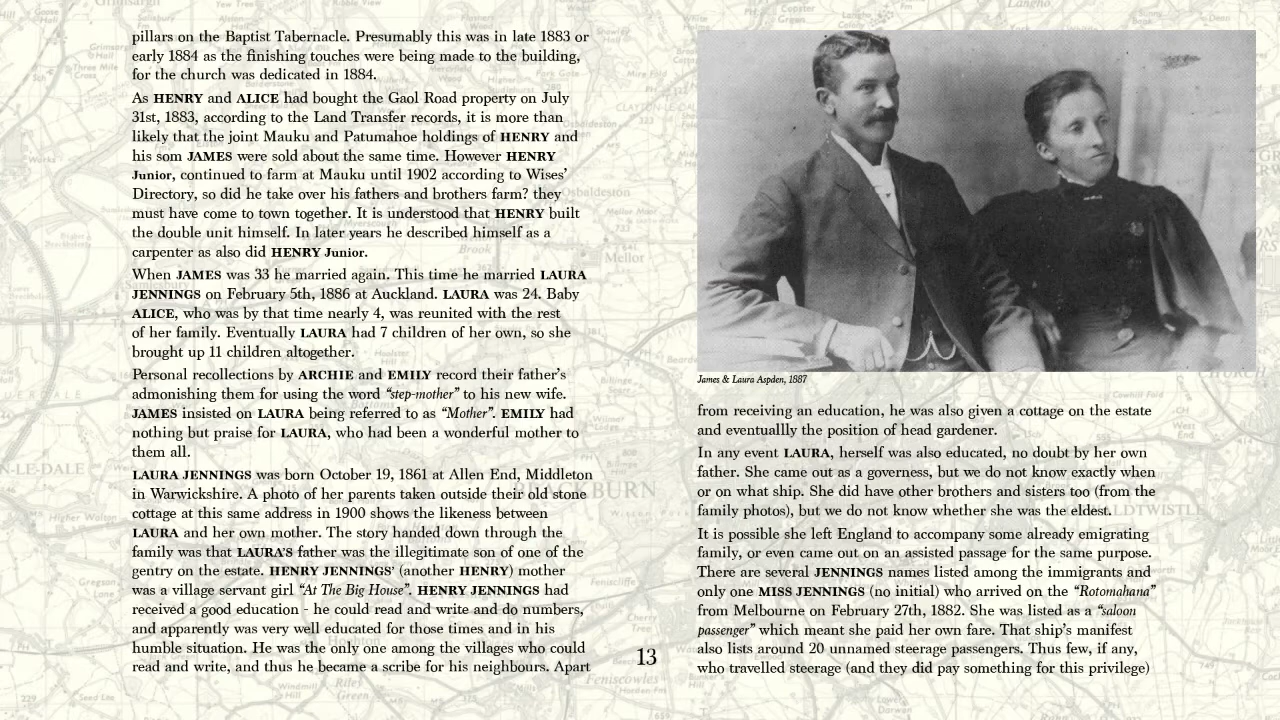 pillars on the Baptist Tabernacle. Presumably this was in late 1883 or
early 1884 as the finishing touches were being made to the building,
for the church was dedicated in 1884.
As HENRY and ALICE had bought the Gaol Road property on July
31st, 1883, according to the Land Transfer records, it is more than
likely that the joint Mauku and Patumahoe holdings of HENRY and
his som JAMES were sold about the same time. However HENRY
Junior, continued to farm at Mauku until 1902 according to Wises'
Directory, so did he take over his fathers and brothers farm? they
must have come to town together. It is understood that HENRY built
the double unit himself. In later years he described himself as a
carpenter as also did HENRY Junior.
When JAMES was 33 he married again. This time he married LAURA
JENNINGS on February 5th, 1886 at Auckland. LAURA was 24. Baby
ALICE, who was by that time nearly 4, was reunited with the rest
of her family. Eventually LAURA had 7 children of her own, so she
brought up 11 children altogether.
Personal recollections by ARCHIE and EMILY record their father's
admonishing them for using the word "step-mother" to his new wife.
JAMES insisted on LAURA being referred to as "Mother". EMILY had
nothing but praise for LAURA, who had been a wonderful mother to
them all.
LAURA JENNINGS was born October 19, 1861 at Allen End, Middleton
in Warwickshire. A photo of her parents taken outside their old stone
cottage at this same address in 1900 shows the likeness between
LAURA and her own mother. The story handed down through the
family was that LAURA'S father was the illegitimate son of one of the
gentry on the estate. HENRY JENNINGS' (another HENRY) mother
was a village servant girl "At The Big House". HENRY JENNINGS had
received a good education - he could read and write and do numbers,
and apparently was very well educated for those times and in his
humble situation. He was the only one among the villages who could
read and write, and thus he became a scribe for his neighbours. Apart
13
James & Laura Aspden, 1887
from receiving an education, he was also given a cottage on the estate
and eventuallly the position of head gardener.
In any event LAURA, herself was also educated, no doubt by her own
father. She came out as a governess, but we do not know exactly when
or on what ship. She did have other brothers and sisters too (from the
family photos), but we do not know whether she was the eldest.
It is possible she left England to accompany some already emigrating
family, or even came out on an assisted passage for the same purpose.
There are several JENNINGS names listed among the immigrants and
only one MISS JENNINGS (no initial) who arrived on the "Rotomahana"
from Melbourne on February 27th, 1882. She was listed as a "saloon
passenger" which meant she paid her own fare. That ship's manifest
also lists around 20 unnamed steerage passengers. Thus few, if any,
who travelled steerage (and they did pay something for this privilege)